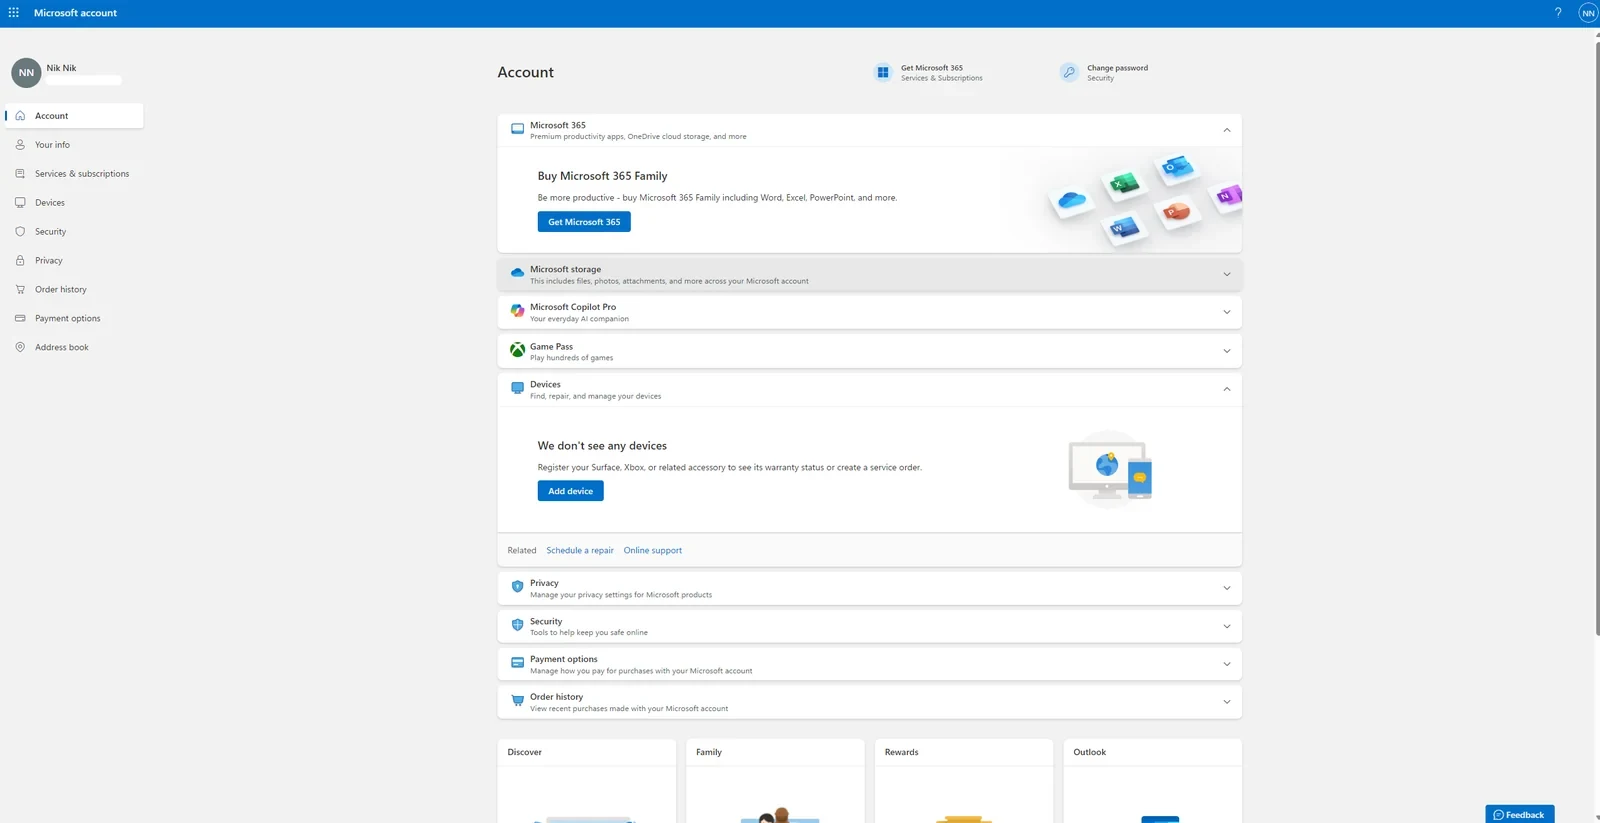 Microsoft account
?
NN
NN
Nik Nik
Account
Your info
Services & subscriptions
Devices
Security
Privacy
Order history
Payment options
Address book
Account
Get Microsoft 365
Services & Subscriptions
Change password
Security
Microsoft 365
Premium productivity apps, OneDrive cloud storage, and more
Buy Microsoft 365 Family
Be more productive - buy Microsoft 365 Family including Word, Excel, PowerPoint, and more.
Get Microsoft 365
Microsoft storage
This includes files, photos, attachments, and more across your Microsoft account
Microsoft Copilot Pro
Your everyday AI companion
Game Pass
Play hundreds of games
Devices
Find, repair, and manage your devices
We don't see any devices
Register your Surface, Xbox, or related accessory to see its warranty status or create a service order.
Add device
Related Schedule a repair Online support
Privacy
Manage your privacy settings for Microsoft products
Security
Tools to help keep you safe online
Payment options
Manage how you pay for purchases with your Microsoft account
Order history
View recent purchases made with your Microsoft account
Discover
Family
Rewards
Outlook
Feedback